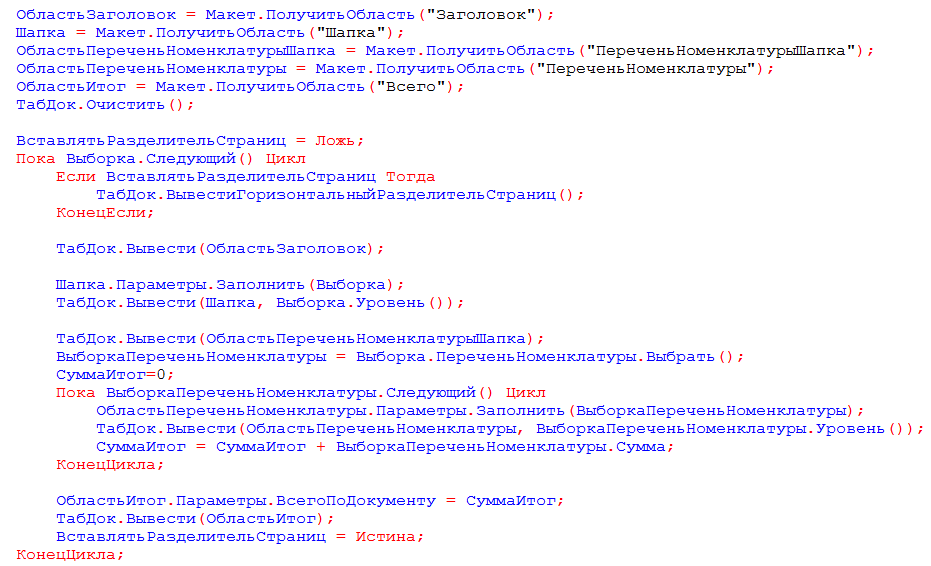 ОбластьЗаголовок = Макет.ПолучитьОбласть("Заголовок");
Шапка = Макет.ПолучитьОбласть("Шапка");
ОбластьПереченьНоменклатурыШапка = Макет.ПолучитьОбласть("ПереченьНоменклатурыШапка");
ОбластьПереченьНоменклатуры = Макет.ПолучитьОбласть("ПереченьНоменклатуры");
ОбластьИтог = Макет.ПолучитьОбласть("Всего");
ТабДок.Очистить();

ВставлятьРазделительСтраниц = Ложь;
Пока Выборка.Следующий() Цикл
    Если ВставлятьРазделительСтраниц Тогда
        ТабДок.ВывестиГоризонтальныйРазделительСтраниц();
    КонецЕсли;

    ТабДок.Вывести(ОбластьЗаголовок);

    Шапка.Параметры.Заполнить(Выборка);
    ТабДок.Вывести(Шапка, Выборка.Уровень());

    ТабДок.Вывести(ОбластьПереченьНоменклатурыШапка);
    ВыборкаПереченьНоменклатуры = Выборка.ПереченьНоменклатуры.Выбрать();
    СуммаИтог=0;
    Пока ВыборкаПереченьНоменклатуры.Следующий() Цикл
        ОбластьПереченьНоменклатуры.Параметры.Заполнить(ВыборкаПереченьНоменклатуры);
        ТабДок.Вывести(ОбластьПереченьНоменклатуры, ВыборкаПереченьНоменклатуры.Уровень());
        СуммаИтог = СуммаИтог + ВыборкаПереченьНоменклатуры.Сумма;
    КонецЦикла;

    ОбластьИтог.Параметры.ВсегоПоДокументу = СуммаИтог;
    ТабДок.Вывести(ОбластьИтог);
    ВставлятьРазделительСтраниц = Истина;
КонецЦикла;